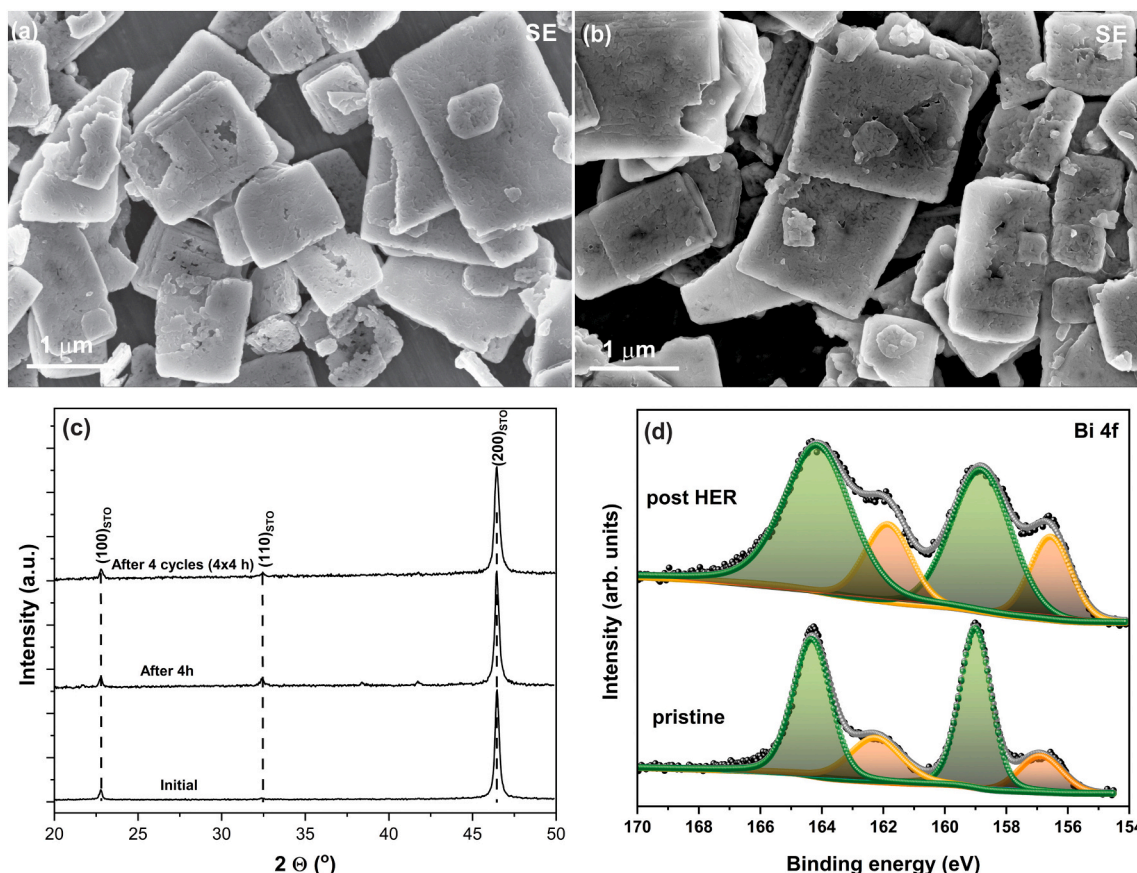 (a)
SE
1 μm
(b)
SE
1 μm
(c)
(100)STO
(110)STO
(200)STO
After 4 cycles (4x4 h)
After 4h
Initial
Intensity (a.u.)
20 25 30 35 40 45 50
2 Θ (°)
(d)
Bi 4f
post HER
pristine
Intensity (arb. units)
170 168 166 164 162 160 158 156 154
Binding energy (eV)